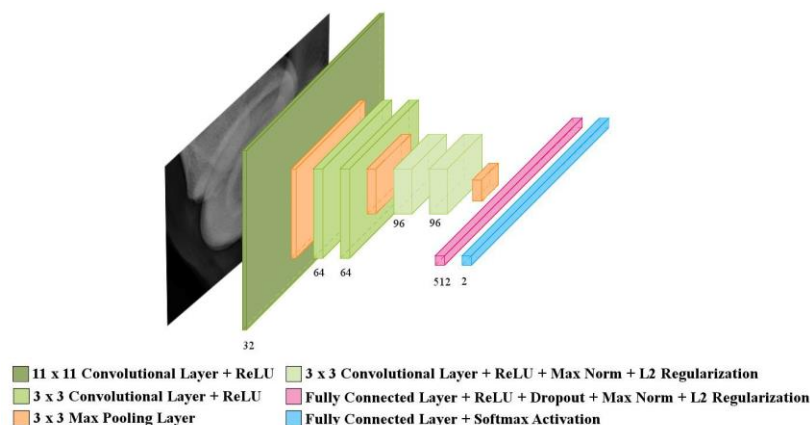 96
96
64
64
512
2
32
11 x 11 Convolutional Layer + ReLU
3 x 3 Convolutional Layer + ReLU + Max Norm + L2 Regularization
3 x 3 Convolutional Layer + ReLU
Fully Connected Layer + ReLU + Dropout + Max Norm + L2 Regularization
3 x 3 Max Pooling Layer
Fully Connected Layer + Softmax Activation